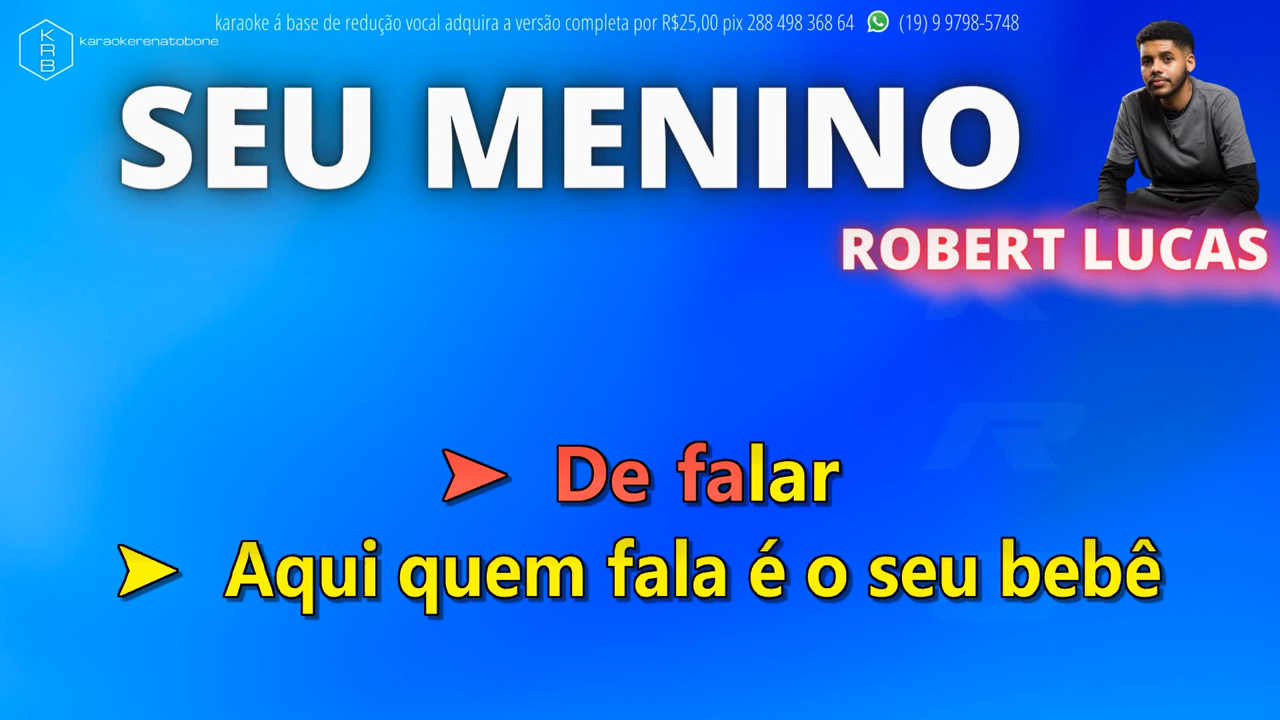 karaoke á base de redução vocal adquira a versão completa por R$25,00 pix 288 498 368 64 (19) 9 9798-5748
KRB
karaokerenatobone
SEU MENINO
ROBERT LUCAS
R
➤ De falar
➤ Aqui quem fala é o seu bebê